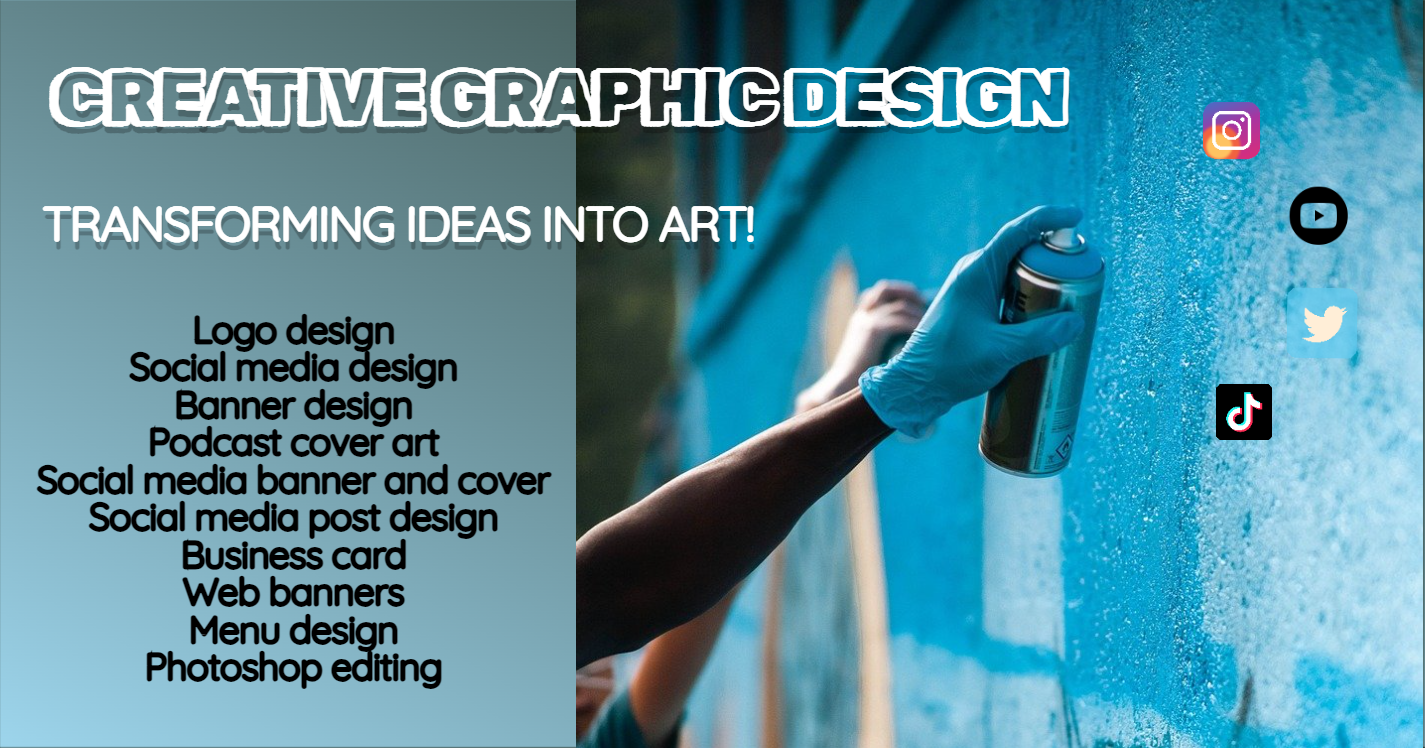 CREATIVE GRAPHIC DESIGN
TRANSFORMING IDEAS INTO ART!
Logo design
Social media design
Banner design
Podcast cover art
Social media banner and cover
Social media post design
Business card
Web banners
Menu design
Photoshop editing